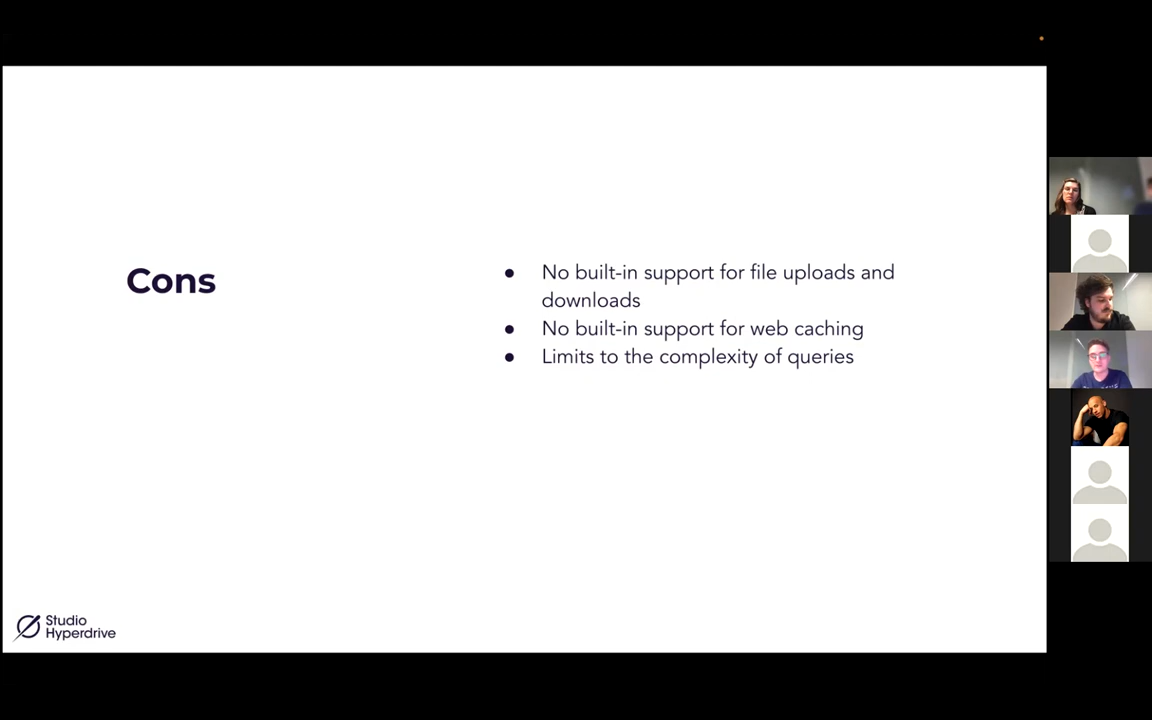 Cons
● No built-in support for file uploads and
downloads
● No built-in support for web caching
● Limits to the complexity of queries
Studio
Hyperdrive